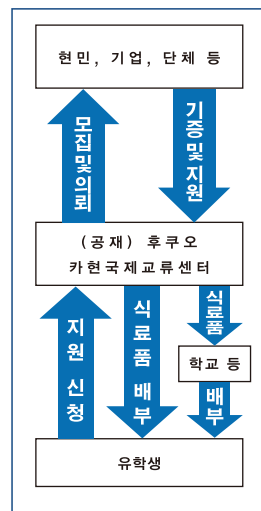 현민, 기업, 단체 등
모집및의뢰
기증및지원
(공재) 후쿠오
카현국제교류센터
지원 신청
식료품 배부
식료품
학교 등
배부
유학생